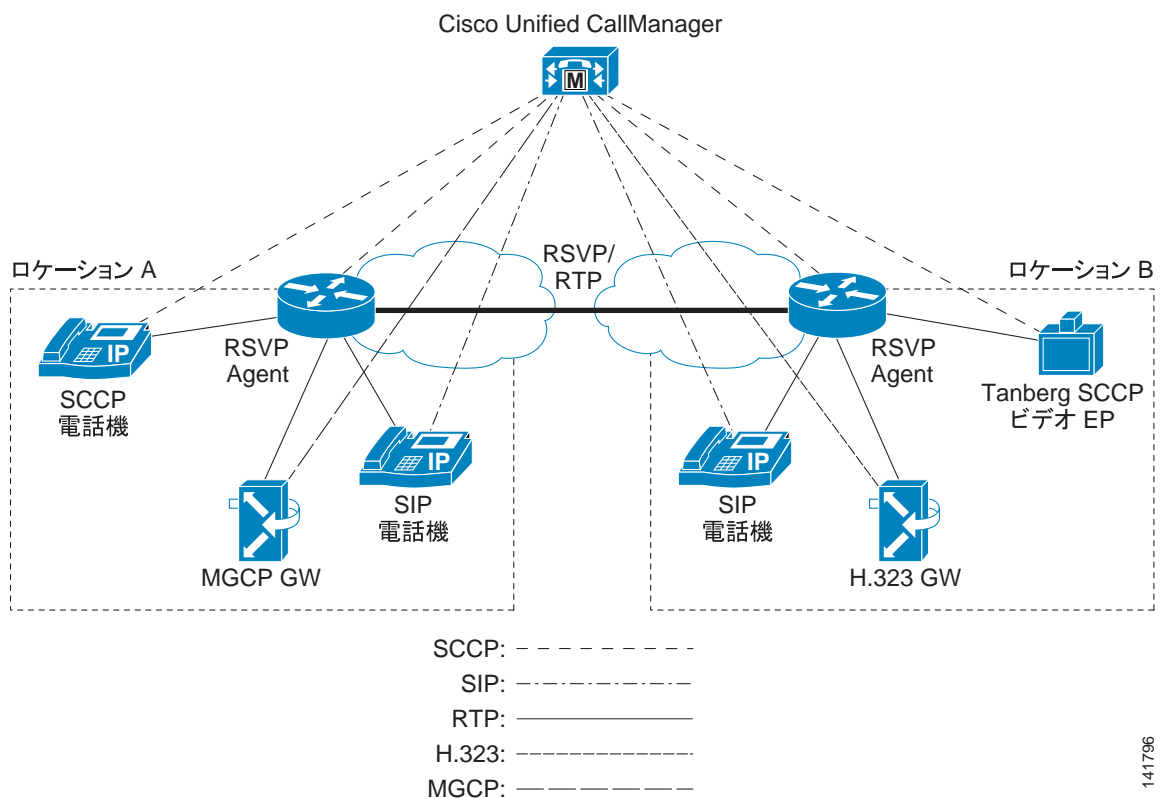 Cisco Unified CallManager
M
ロケーション A
RSVP/
RTP
ロケーション B
IP
SCCP
電話機
RSVP
Agent
RSVP
Agent
Tanberg SCCP
ビデオ EP
IP
SIP
電話機
MGCP GW
IP
SIP
電話機
H.323 GW
SCCP:
SIP:
RTP:
H.323:
MGCP:
141796